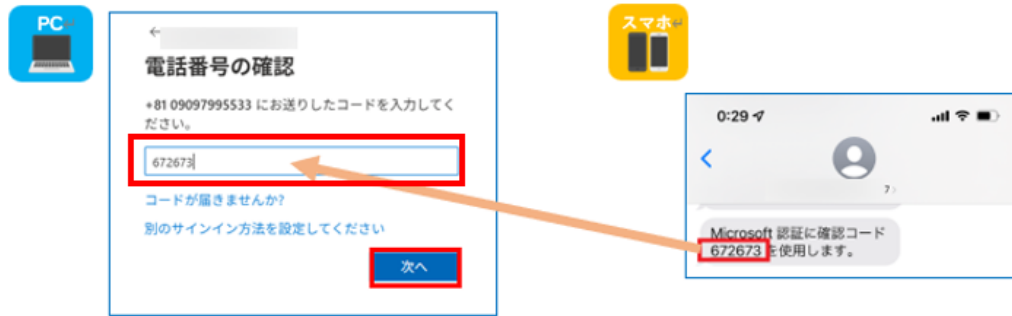 PC↵
←
電話番号の確認
+81 09097995533 にお送りしたコードを入力してく
ださい。
672673
コードが届きませんか?
別のサインイン方法を設定してください
次へ
スマホ↵
0:29
7 >
Microsoft 認証に確認コード
672673 を使用します。